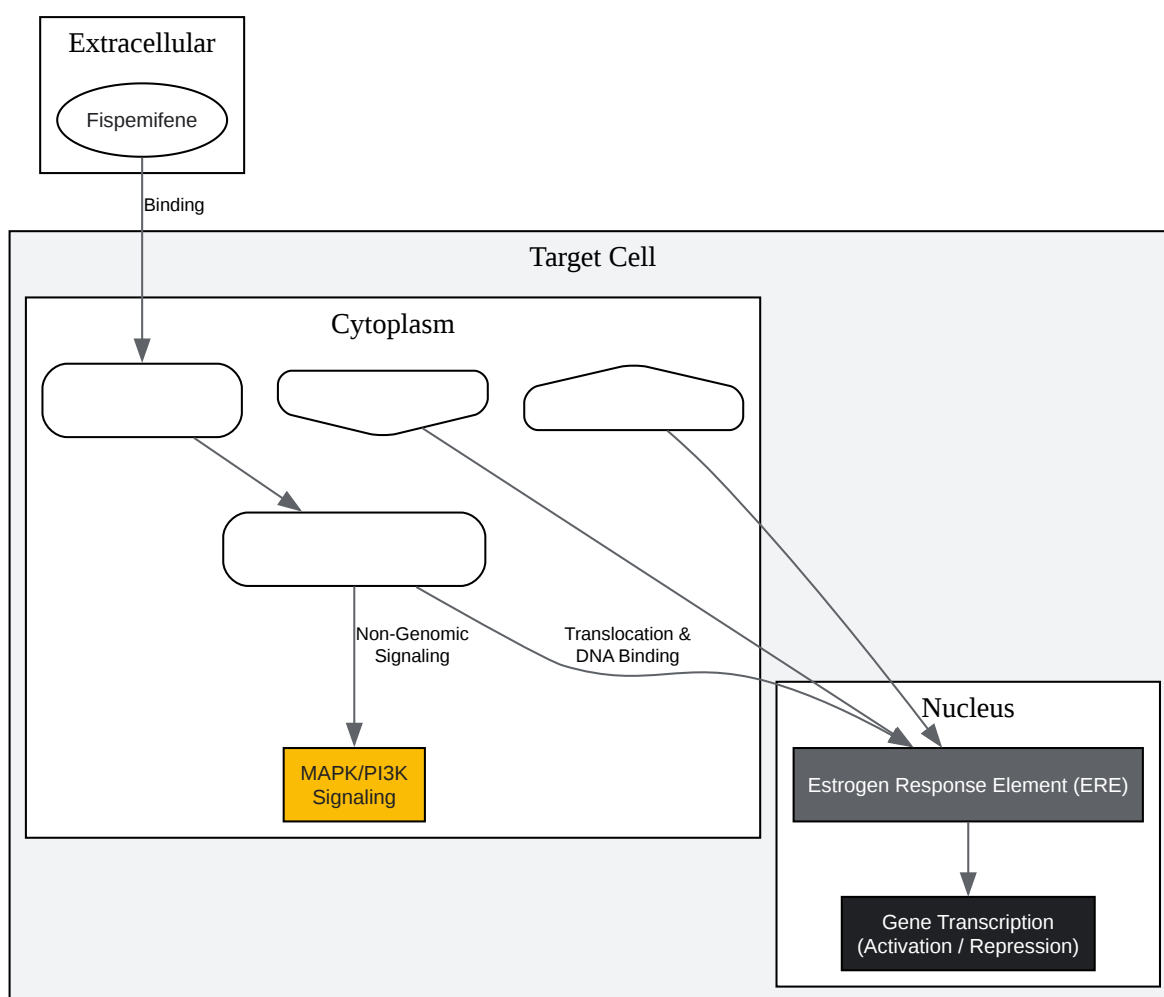 Extracellular
Fispemifene
Binding
Target Cell
Cytoplasm
Non-Genomic
Signaling
Translocation &
DNA Binding
Nucleus
MAPK/PI3K
Signaling
Estrogen Response Element (ERE)
Gene Transcription
(Activation / Repression)